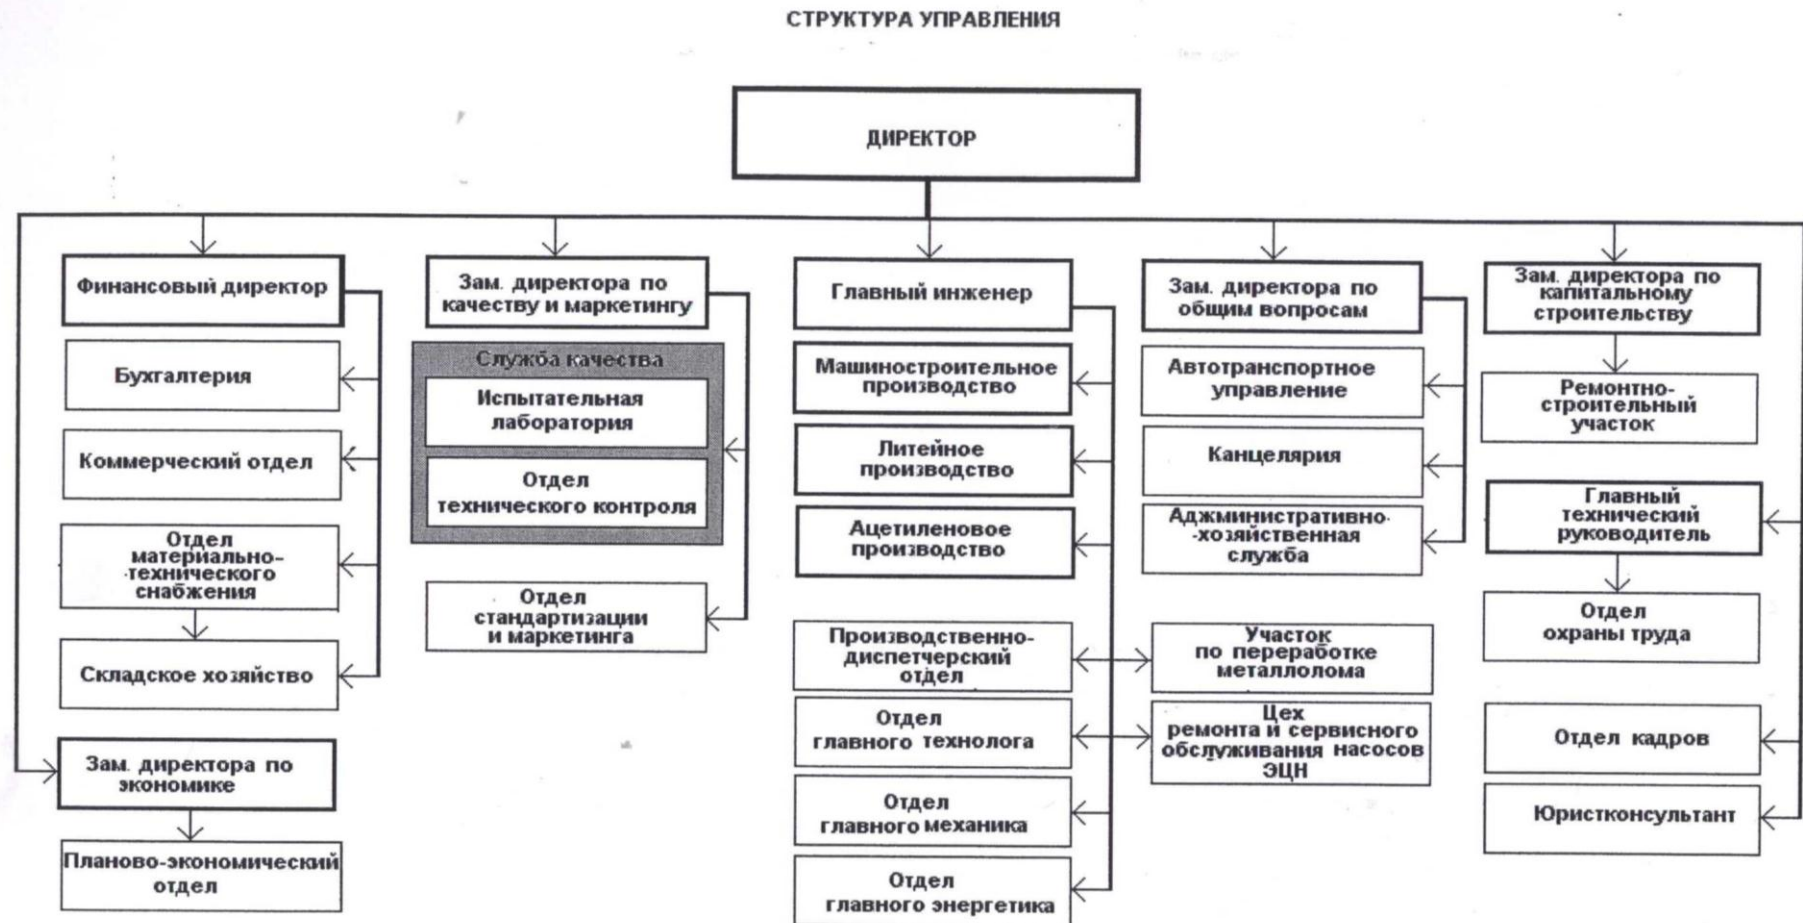 СТРУКТУРА УПРАВЛЕНИЯ
ДИРЕКТОР
Финансовый директор
Бухгалтерия
Коммерческий отдел
Отдел
материально-
технического
снабжения
Складское хозяйство
Зам. директора по
экономике
Планово-экономический
отдел
Зам. директора по
качеству и маркетингу
Служба качества
Испытательная
лаборатория
Отдел
технического контроля
Отдел
стандартизации
и маркетинга
Главный инженер
Машиностроительное
производство
Литейное
производство
Ацетиленовое
производство
Производственно-
диспетчерский
отдел
Отдел
главного технолога
Отдел
главного механика
Отдел
главного энергетика
Зам. директора по
общим вопросам
Автотранспортное
управление
Канцелярия
Аджминистративно-
-хозяйственная
служба
Участок
по переработке
металлолома
Цех
ремонта и сервисного
обслуживания насосов
ЭЦН
Зам. директора по
капитальному
строительству
Ремонтно-
строительный
участок
Главный
технический
руководитель
Отдел
охраны труда
Отдел кадров
Юристконсультант